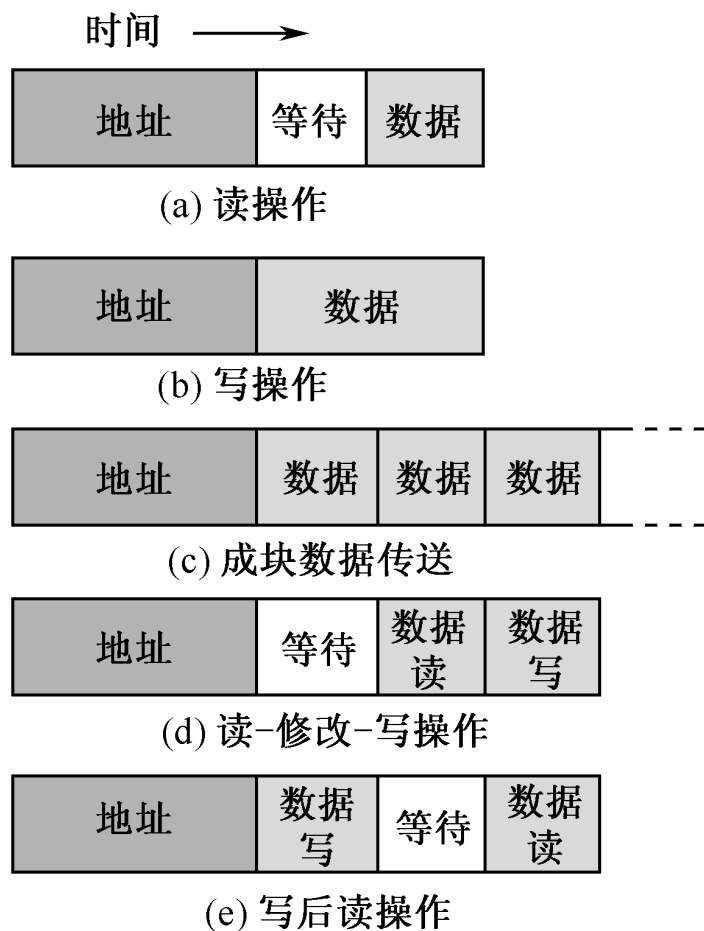 时间
地址 等待 数据
(a) 读操作
地址 数据
(b) 写操作
地址 数据 数据 数据
(c) 成块数据传送
地址 等待 数据读 数据写
(d) 读-修改-写操作
地址 数据写 等待 数据读
(e) 写后读操作